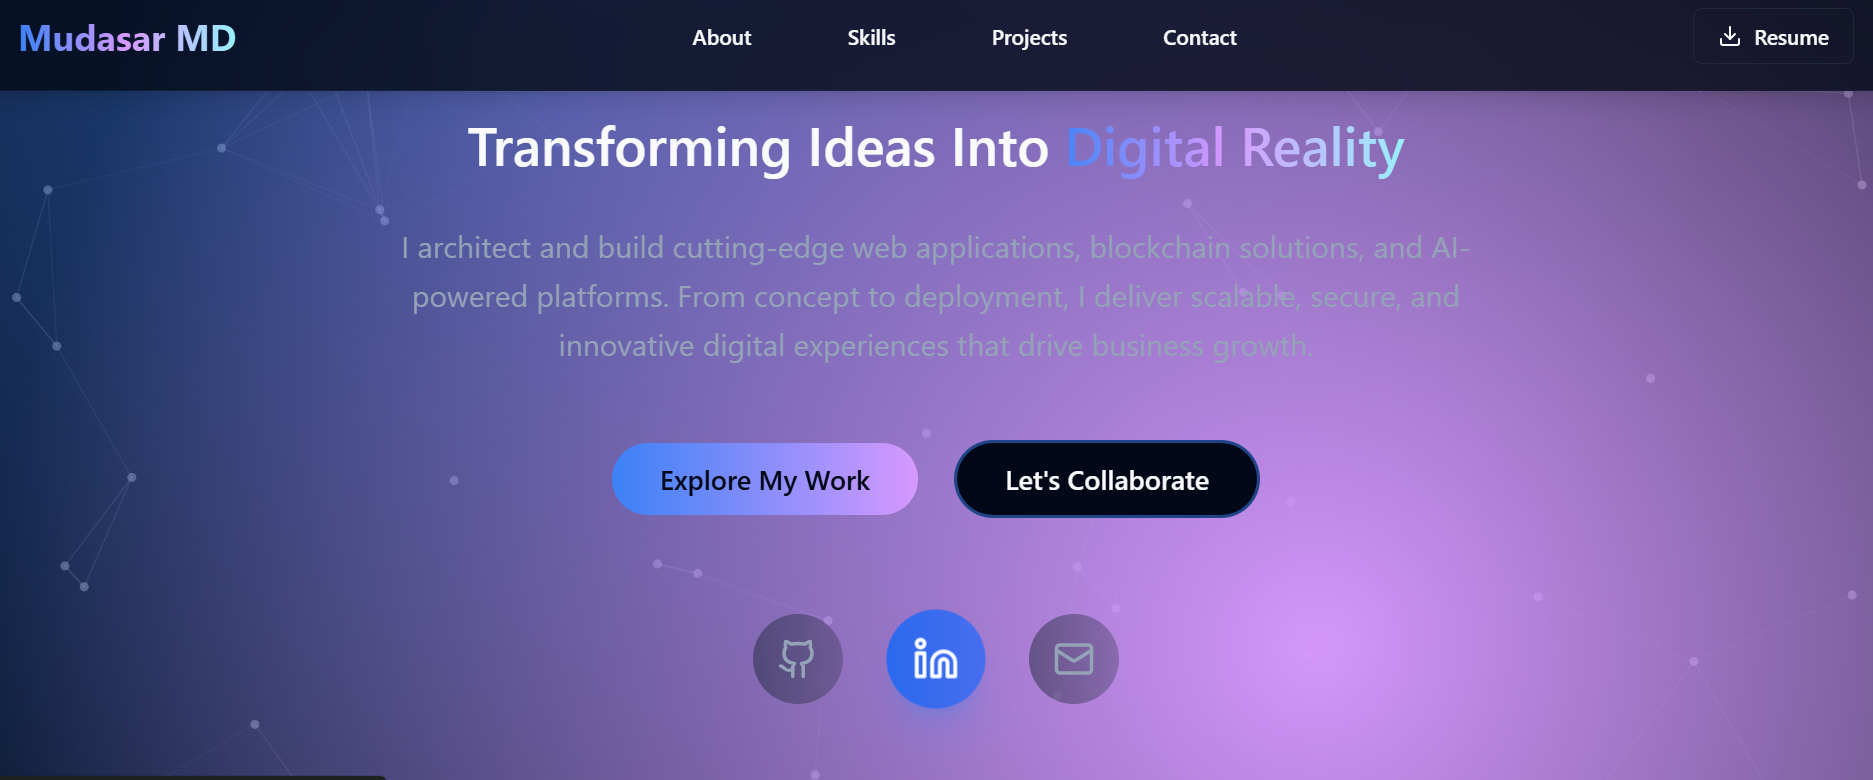 Mudasar MD
About
Skills
Projects
Contact
Resume
Transforming Ideas Into Digital Reality
I architect and build cutting-edge web applications, blockchain solutions, and AI-
powered platforms. From concept to deployment, I deliver scalable, secure, and
innovative digital experiences that drive business growth.
Explore My Work
Let's Collaborate
in